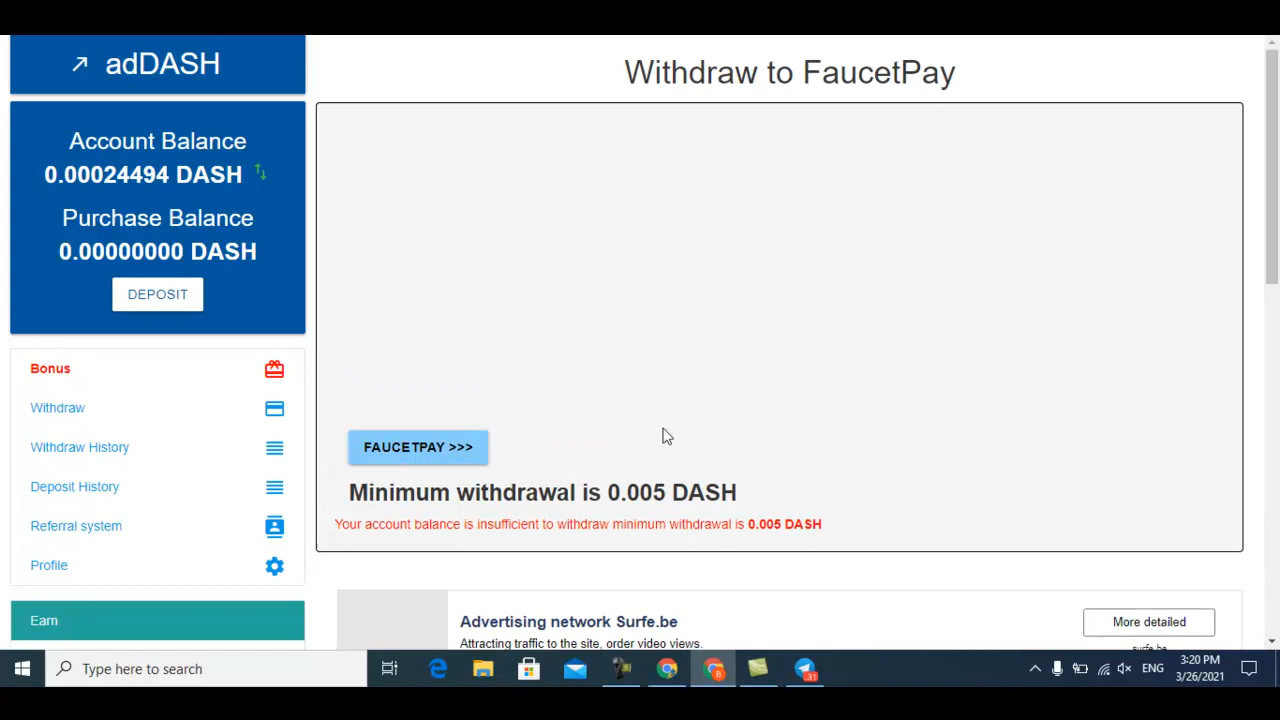 adDASH
Account Balance
0.00024494 DASH
Purchase Balance
0.00000000 DASH
DEPOSIT
Bonus
Withdraw
Withdraw History
Deposit History
Referral system
Profile
Earn
Withdraw to FaucetPay
FAUCETPAY >>>
Minimum withdrawal is 0.005 DASH
Your account balance is insufficient to withdraw minimum withdrawal is 0.005 DASH
Advertising network Surfe.be
Attracting traffic to the site, order video views.
More detailed
surfe.be
Type here to search
B
31
ENG
3:20 PM
3/26/2021